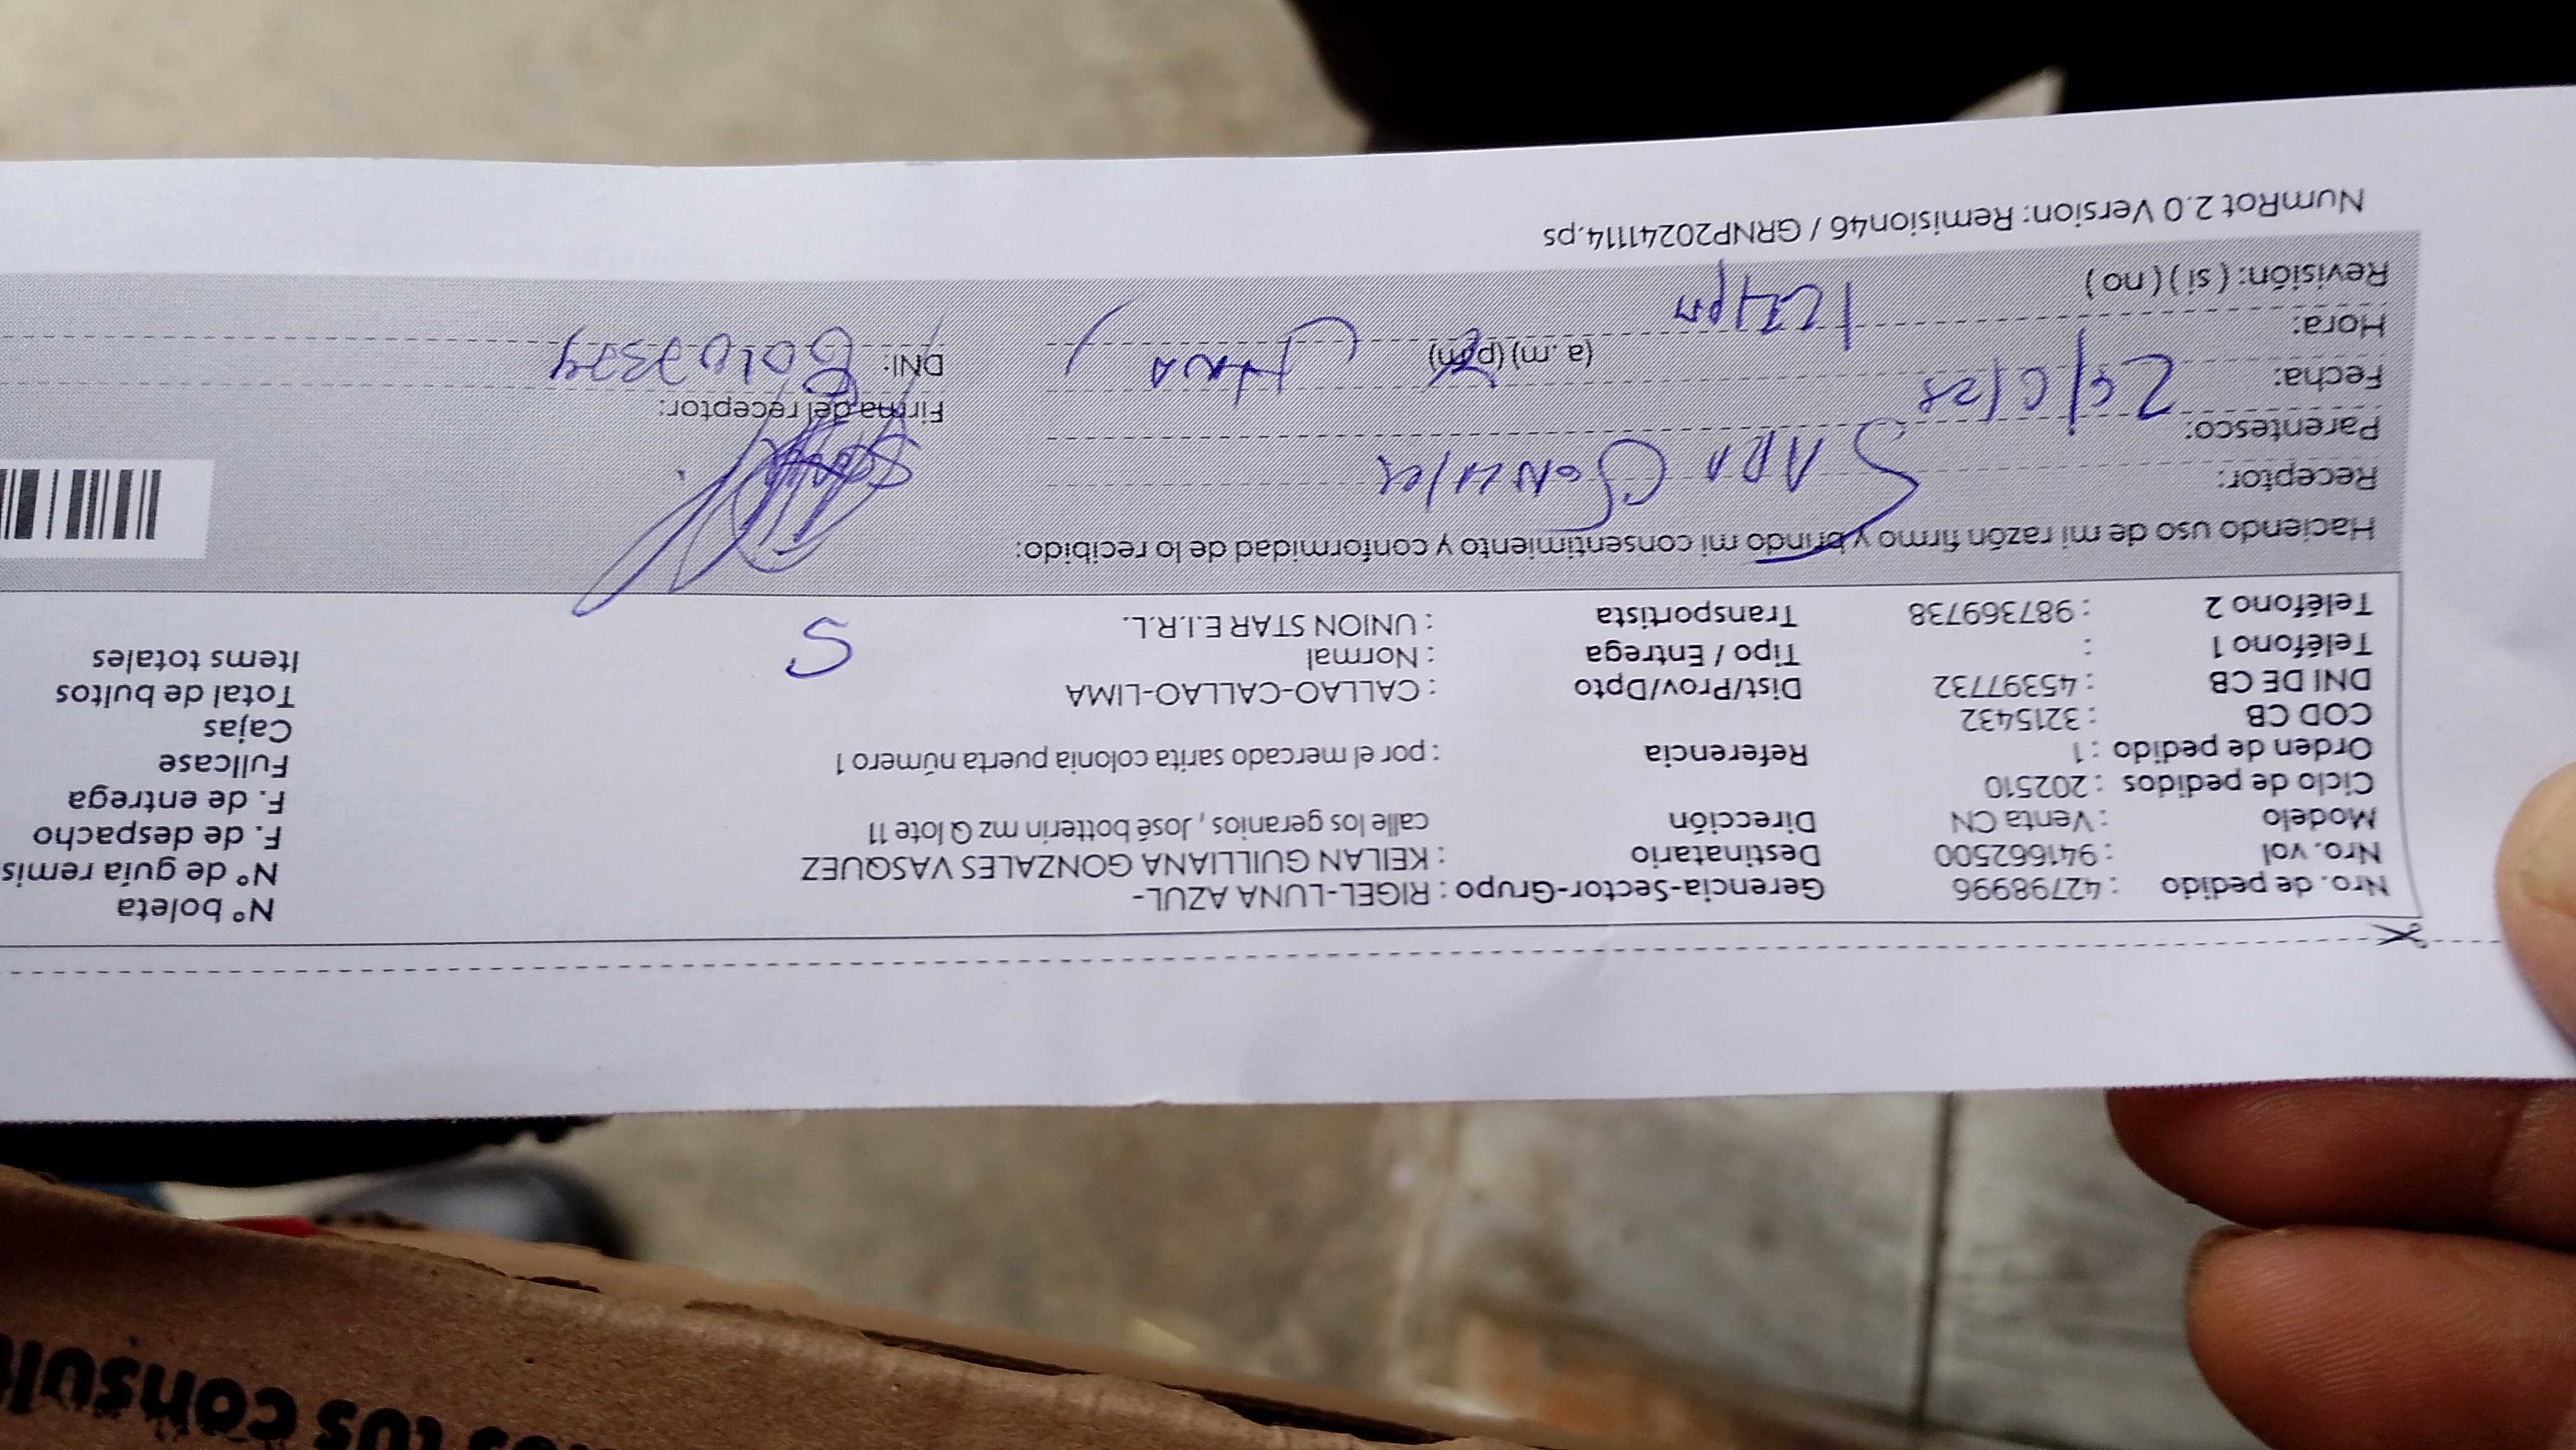 Nro. de pedido : 42798996 Gerencia-Sector-Grupo : RIGEL-LUNA AZUL- N° boleta
Nro. vol : 941662500 Destinatario : KEILAN GUILLIANA GONZALES VASQUEZ N° de guía remis
Modelo : Venta CN Dirección calle los geranios , José botterin mz Q lote 11 F. de despacho
Ciclo de pedidos : 202510 F. de entrega
Orden de pedido : 1 Referencia : por el mercado sarita colonia puerta número 1 Fullcase
COD CB : 3215432 Cajas
DNI DE CB : 45397732 Dist/Prov/Dpto : CALLAO-CALLAO-LIMA Total de bultos
Teléfono 1 : Tipo / Entrega : Normal Items totales
Teléfono 2 : 987369738 Transportista : UNION STAR E.I.R.L. S
Haciendo uso de mi razón firmo y brindo mi consentimiento y conformidad de lo recibido:
Receptor: SARA Gonzales
Parentesco: Firma del receptor:
Fecha: (a.m) (p.m) DNI:
Hora:
Revisión: ( si ) ( no )
NumRot 2.0 Version: Remision46 / GRNP20241114.ps
s tus consult